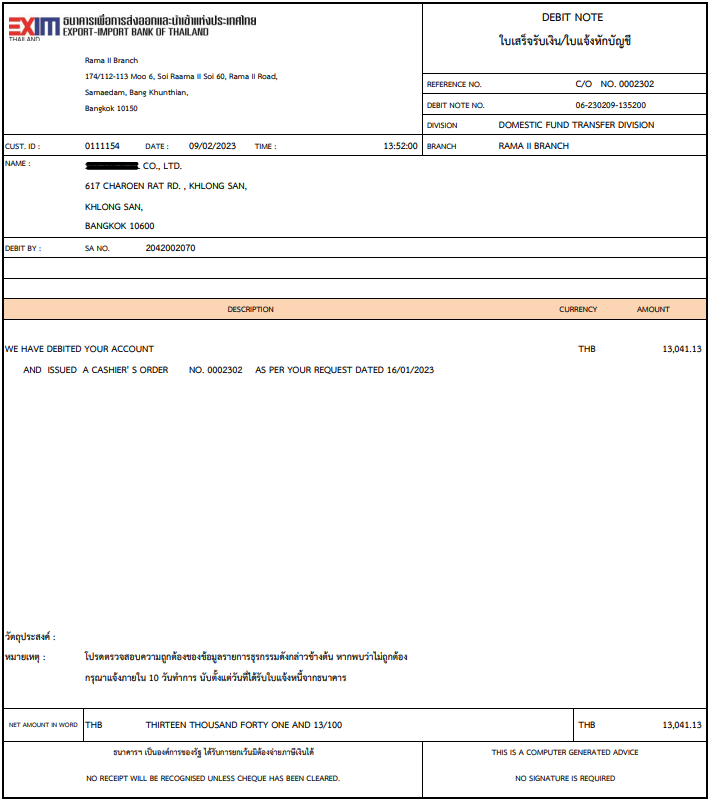 EXIM
THAILAND
ธนาคารเพื่อการส่งออกและนำเข้าแห่งประเทศไทย
EXPORT-IMPORT BANK OF THAILAND
Rama II Branch
174/112-113 Moo 6, Soi Raama II Soi 60, Rama II Road,
Samaedam, Bang Khunthian,
Bangkok 10150
DEBIT NOTE
ใบเสร็จรับเงิน/ใบแจ้งหักบัญชี
REFERENCE NO. C/O NO. 0002302
DEBIT NOTE NO. 06-230209-135200
DIVISION DOMESTIC FUND TRANSFER DIVISION
CUST. ID : 0111154 DATE : 09/02/2023 TIME : 13:52:00 BRANCH RAMA II BRANCH
NAME : CO., LTD.
617 CHAROEN RAT RD. , KHLONG SAN,
KHLONG SAN,
BANGKOK 10600
DEBIT BY : SA NO. 2042002070
DESCRIPTION CURRENCY AMOUNT
WE HAVE DEBITED YOUR ACCOUNT THB 13,041.13
AND ISSUED A CASHIER' S ORDER NO. 0002302 AS PER YOUR REQUEST DATED 16/01/2023
วัตถุประสงค์ :
หมายเหตุ : โปรดตรวจสอบความถูกต้องของข้อมูลรายการธุรกรรมดังกล่าวข้างต้น หากพบว่าไม่ถูกต้อง
กรุณาแจ้งภายใน 10 วันทำการ นับตั้งแต่วันที่ได้รับใบแจ้งหนี้จากธนาคาร
NET AMOUNT IN WORD THB THIRTEEN THOUSAND FORTY ONE AND 13/100 THB 13,041.13
ธนาคารฯ เป็นองค์การของรัฐ ได้รับการยกเว้นมิต้องจ่ายภาษีเงินได้
NO RECEIPT WILL BE RECOGNISED UNLESS CHEQUE HAS BEEN CLEARED.
THIS IS A COMPUTER GENERATED ADVICE
NO SIGNATURE IS REQUIRED